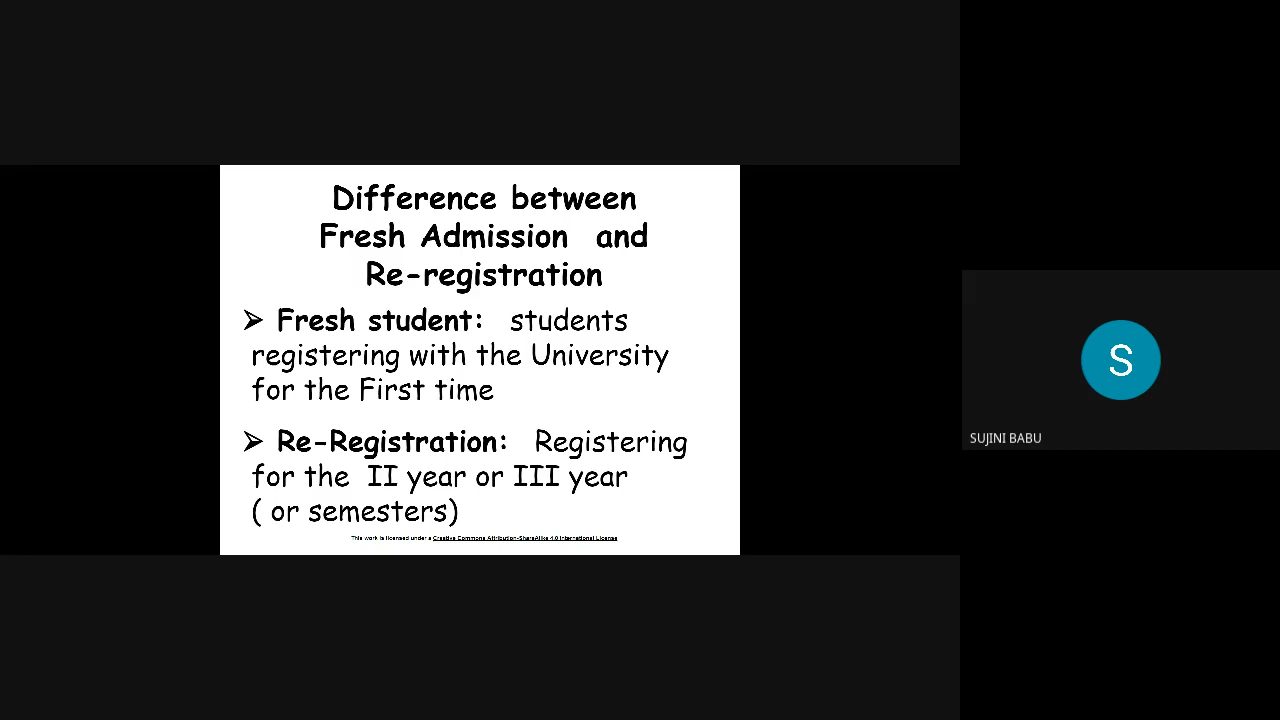 Difference between
Fresh Admission and
Re-registration
➢ Fresh student: students
registering with the University
for the First time
➢ Re-Registration: Registering
for the II year or III year
( or semesters)
This work is licensed under a Creative Commons Attribution-ShareAlike 4.0 International License
S
SUJINI BABU